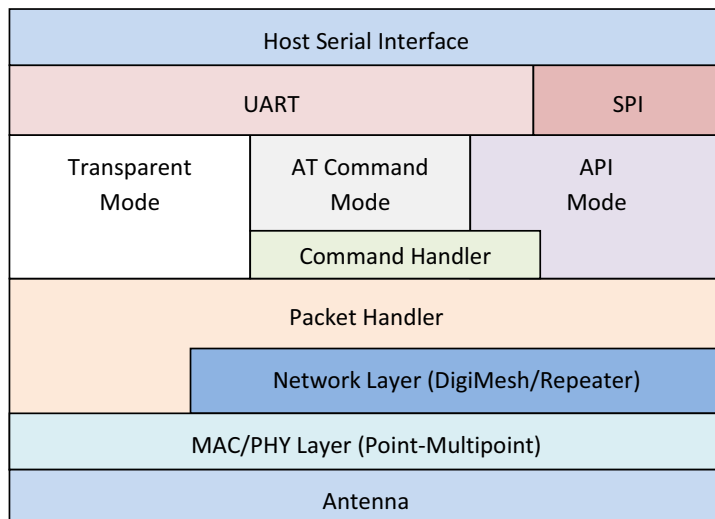 Host Serial Interface
UART
SPI
Transparent
Mode
AT Command
Mode
API
Mode
Command Handler
Packet Handler
Network Layer (DigiMesh/Repeater)
MAC/PHY Layer (Point-Multipoint)
Antenna